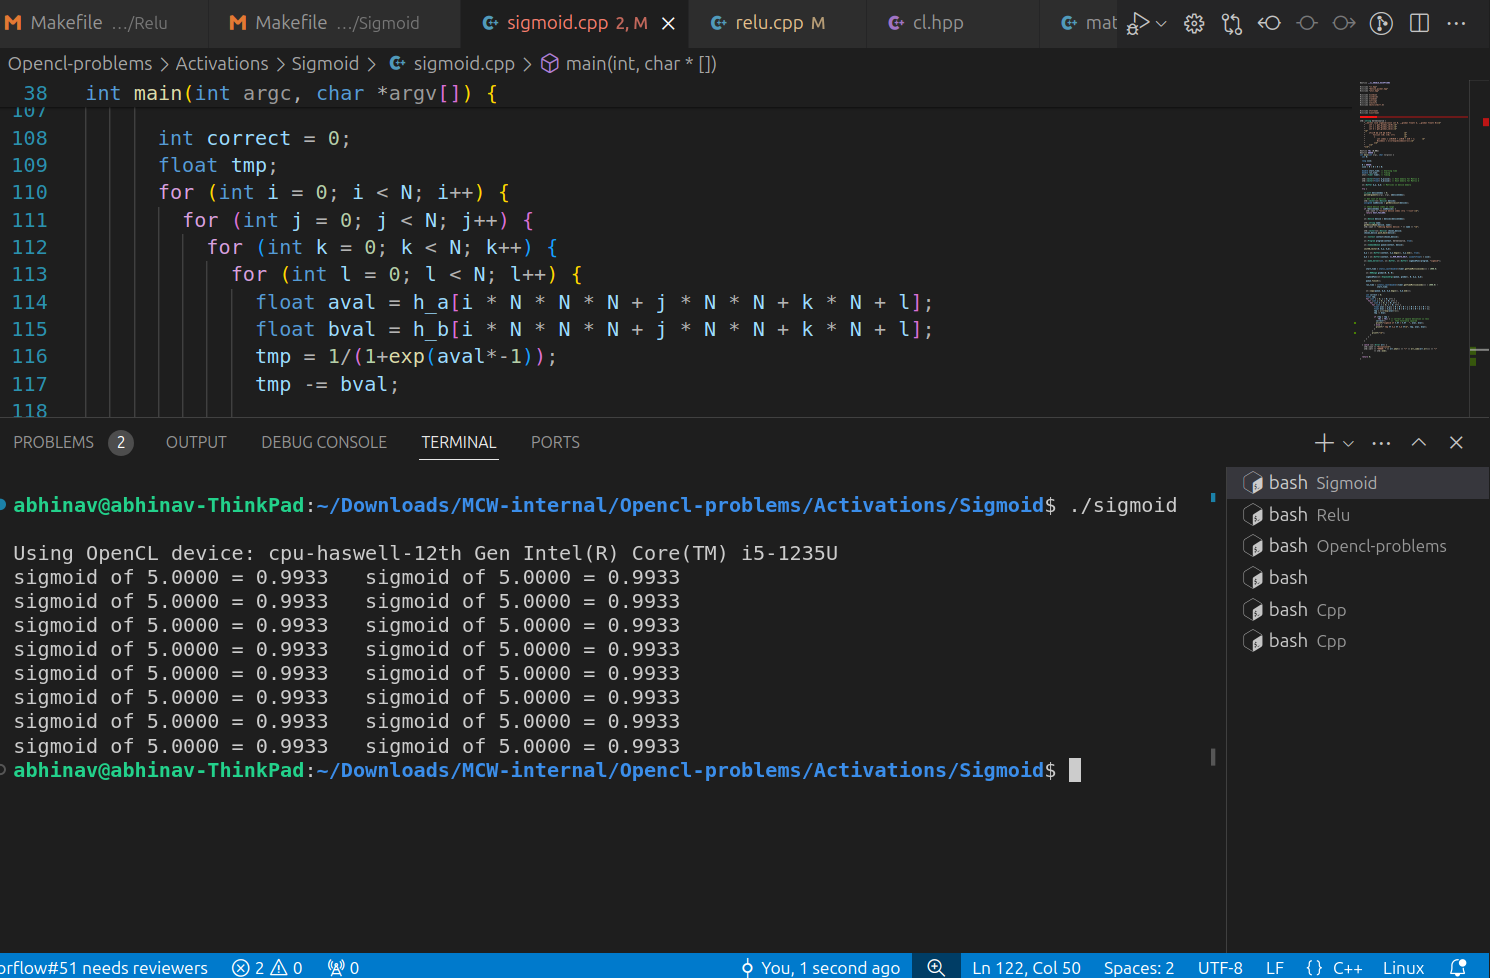 Makefile .../Relu
Makefile .../Sigmoid
sigmoid.cpp 2, M
relu.cpp M
cl.hpp
mat
Opencl-problems > Activations > Sigmoid > sigmoid.cpp > main(int, char * [])
38 int main(int argc, char *argv[]) {
107
108 int correct = 0;
109 float tmp;
110 for (int i = 0; i < N; i++) {
111 for (int j = 0; j < N; j++) {
112 for (int k = 0; k < N; k++) {
113 for (int l = 0; l < N; l++) {
114 float aval = h_a[i * N * N * N + j * N * N + k * N + l];
115 float bval = h_b[i * N * N * N + j * N * N + k * N + l];
116 tmp = 1/(1+exp(aval*-1));
117 tmp -= bval;
118
PROBLEMS 2 OUTPUT DEBUG CONSOLE TERMINAL PORTS
abhinav@abhinav-ThinkPad:~/Downloads/MCW-internal/Opencl-problems/Activations/Sigmoid$ ./sigmoid
Using OpenCL device: cpu-haswell-12th Gen Intel(R) Core(TM) i5-1235U
sigmoid of 5.0000 = 0.9933 sigmoid of 5.0000 = 0.9933
sigmoid of 5.0000 = 0.9933 sigmoid of 5.0000 = 0.9933
sigmoid of 5.0000 = 0.9933 sigmoid of 5.0000 = 0.9933
sigmoid of 5.0000 = 0.9933 sigmoid of 5.0000 = 0.9933
sigmoid of 5.0000 = 0.9933 sigmoid of 5.0000 = 0.9933
sigmoid of 5.0000 = 0.9933 sigmoid of 5.0000 = 0.9933
sigmoid of 5.0000 = 0.9933 sigmoid of 5.0000 = 0.9933
sigmoid of 5.0000 = 0.9933 sigmoid of 5.0000 = 0.9933
abhinav@abhinav-ThinkPad:~/Downloads/MCW-internal/Opencl-problems/Activations/Sigmoid$
bash Sigmoid
bash Relu
bash Opencl-problems
bash
bash Cpp
bash Cpp
orflow#51 needs reviewers 2 0 0 You, 1 second ago Ln 122, Col 50 Spaces: 2 UTF-8 LF {} C++ Linux